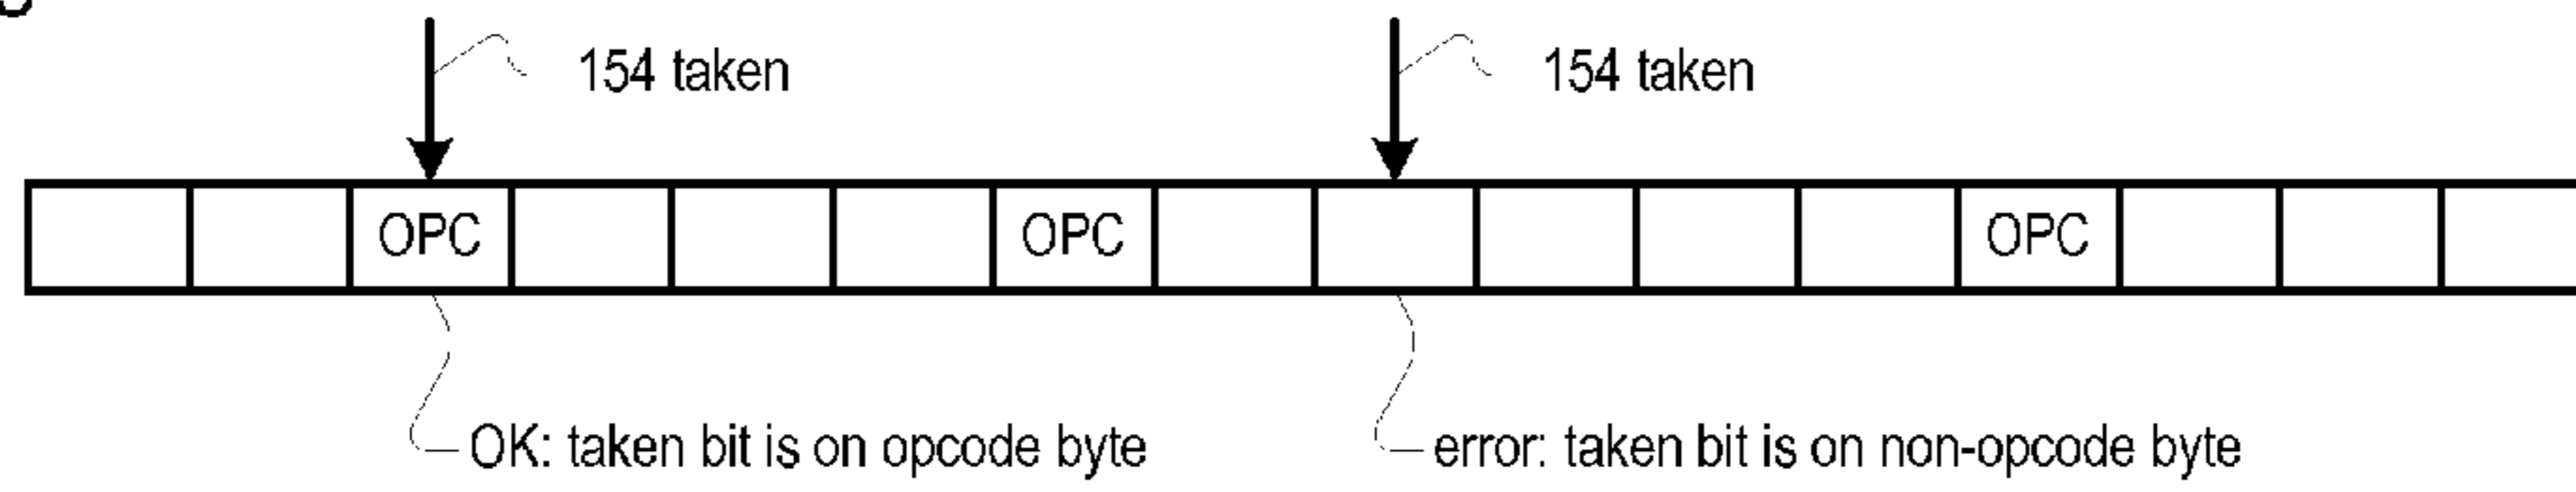 154 taken 154 taken
OPC OPC OPC
OK: taken bit is on opcode byte error: taken bit is on non-opcode byte